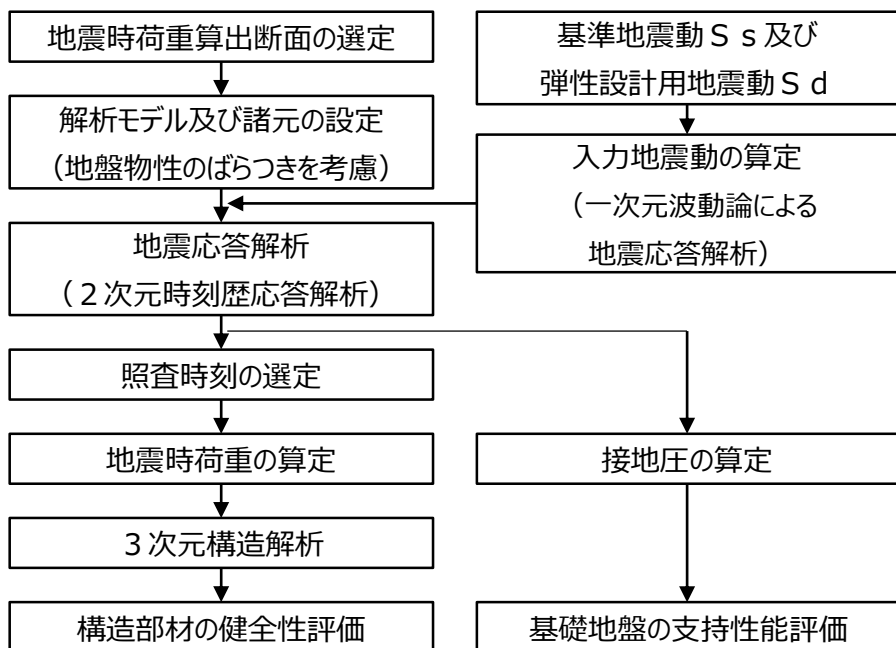 地震時荷重算出断面の選定
基準地震動Ｓｓ及び
弾性設計用地震動Ｓｄ
解析モデル及び諸元の設定
（地盤物性のばらつきを考慮）
入力地震動の算定
（一次元波動論による
地震応答解析）
地震応答解析
（２次元時刻歴応答解析）
照査時刻の選定
地震時荷重の算定
接地圧の算定
３次元構造解析
構造部材の健全性評価
基礎地盤の支持性能評価